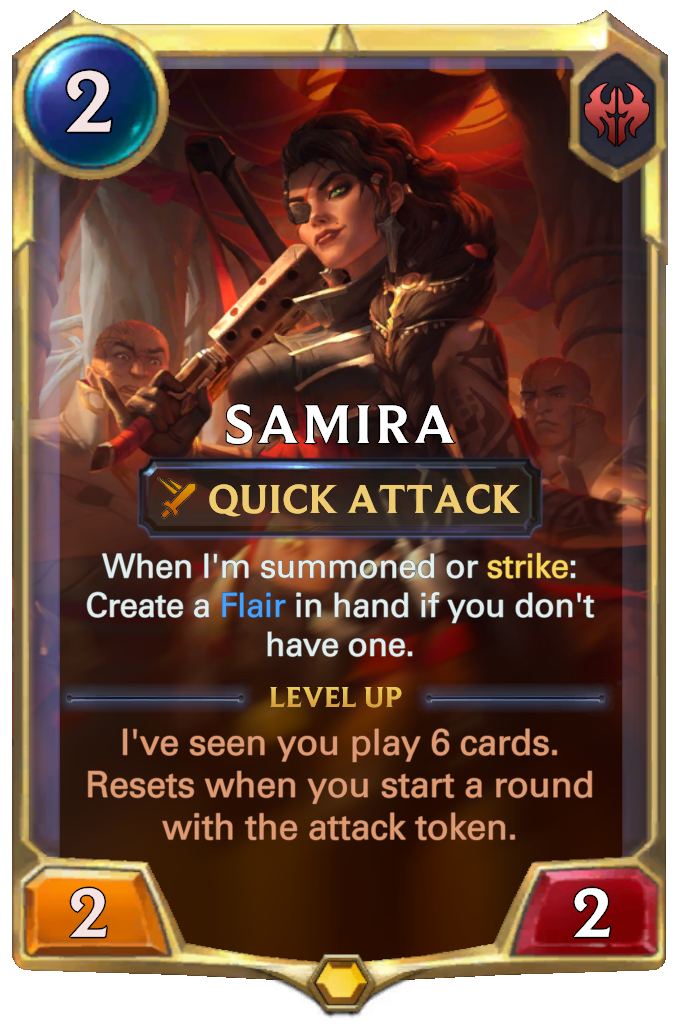 2
SAMIRA
QUICK ATTACK
When I'm summoned or strike:
Create a Flair in hand if you don't
have one.
LEVEL UP
I've seen you play 6 cards.
Resets when you start a round
with the attack token.
2
2